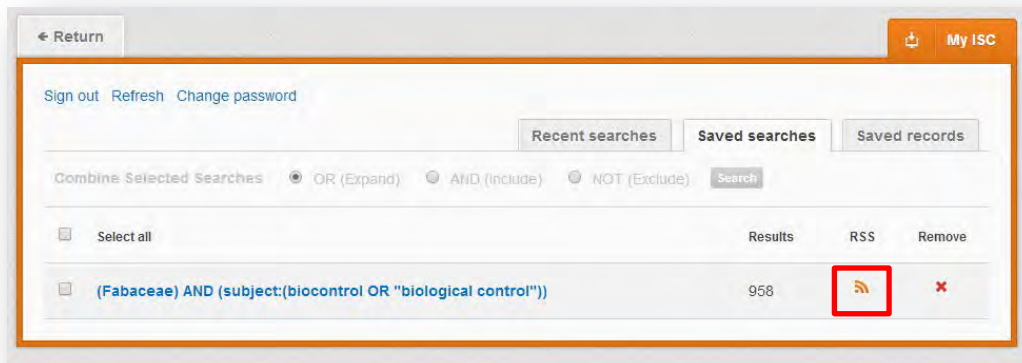 Return
My ISC
Sign out Refresh Change password
Recent searches Saved searches Saved records
Combine Selected Searches OR (Expand) AND (Include) NOT (Exclude) Search
Select all Results RSS Remove
(Fabaceae) AND (subject:(biocontrol OR "biological control")) 958